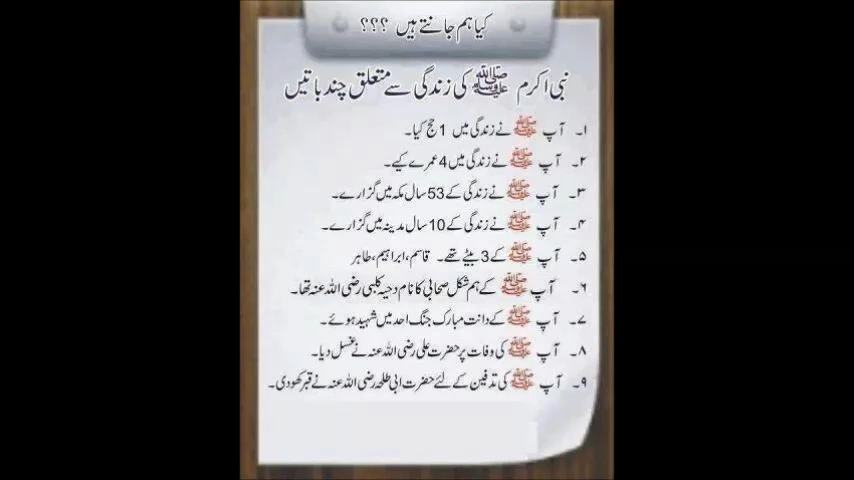 کیا ہم جانتے ہیں ؟؟؟
نبی اکرم ﷺ کی زندگی سے متعلق چند باتیں
۱۔ آپ ﷺ نے زندگی میں 1 حج کیا۔
۲۔ آپ ﷺ نے زندگی میں 4 عمرے کیے۔
۳۔ آپ ﷺ نے زندگی کے 53 سال مکہ میں گزارے۔
۴۔ آپ ﷺ نے زندگی کے 10 سال مدینہ میں گزارے۔
۵۔ آپ ﷺ کے 3 بیٹے تھے۔ قاسم، ابراہیم، طاہر
۶۔ آپ ﷺ کے ہم شکل صحابی کا نام دحیہ کلبی رضی اللہ عنہ تھا۔
۷۔ آپ ﷺ کے دانت مبارک جنگ احد میں شہید ہوئے۔
۸۔ آپ ﷺ کی وفات پر حضرت علی رضی اللہ عنہ نے غسل دیا۔
۹۔ آپ ﷺ کی تدفین کے لئے حضرت ابی طلحہ رضی اللہ عنہ نے قبر کھودی۔